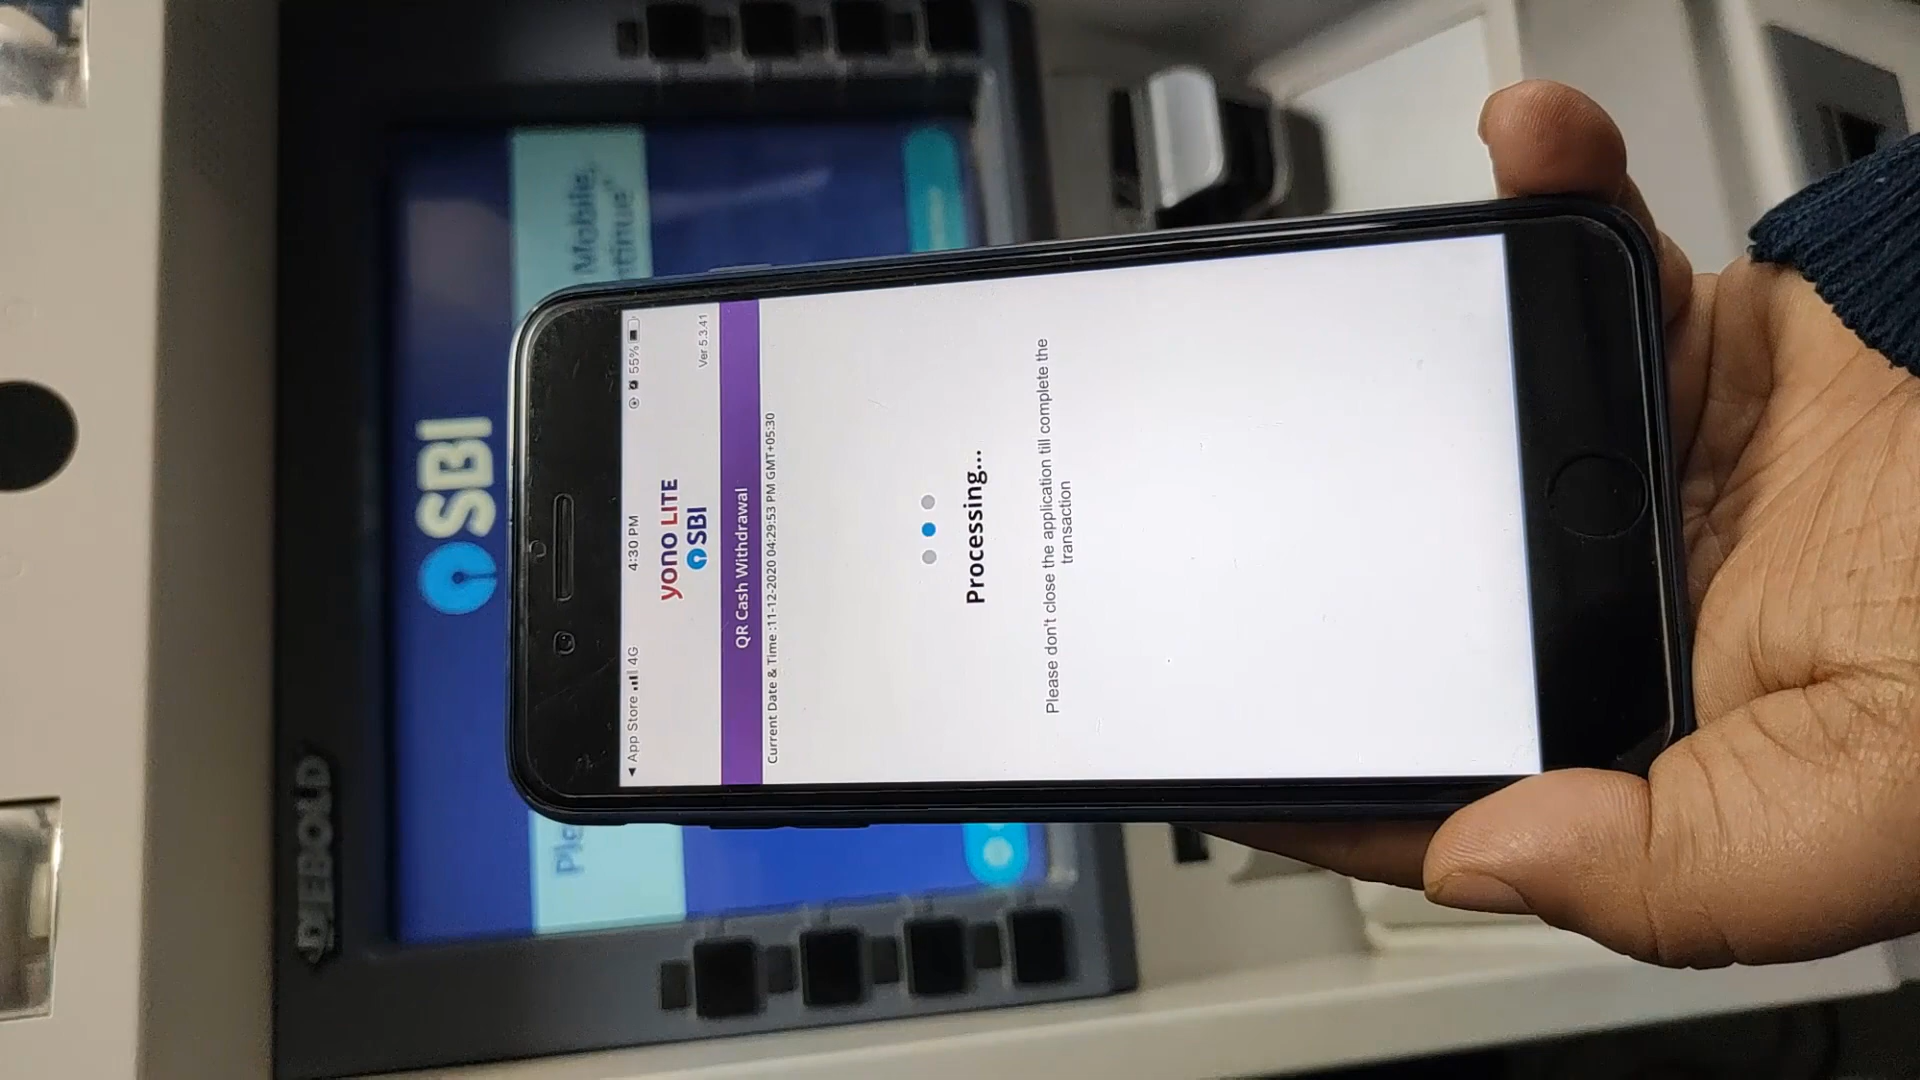 DIEBOLD
SBI
Mobile,
◀ App Store 4G 4:30 PM 55%
yono LITE
SBI
Ver 5.3.41
QR Cash Withdrawal
Current Date & Time :11-12-2020 04:29:53 PM GMT+05:30
Processing...
Please don't close the application till complete the
transaction